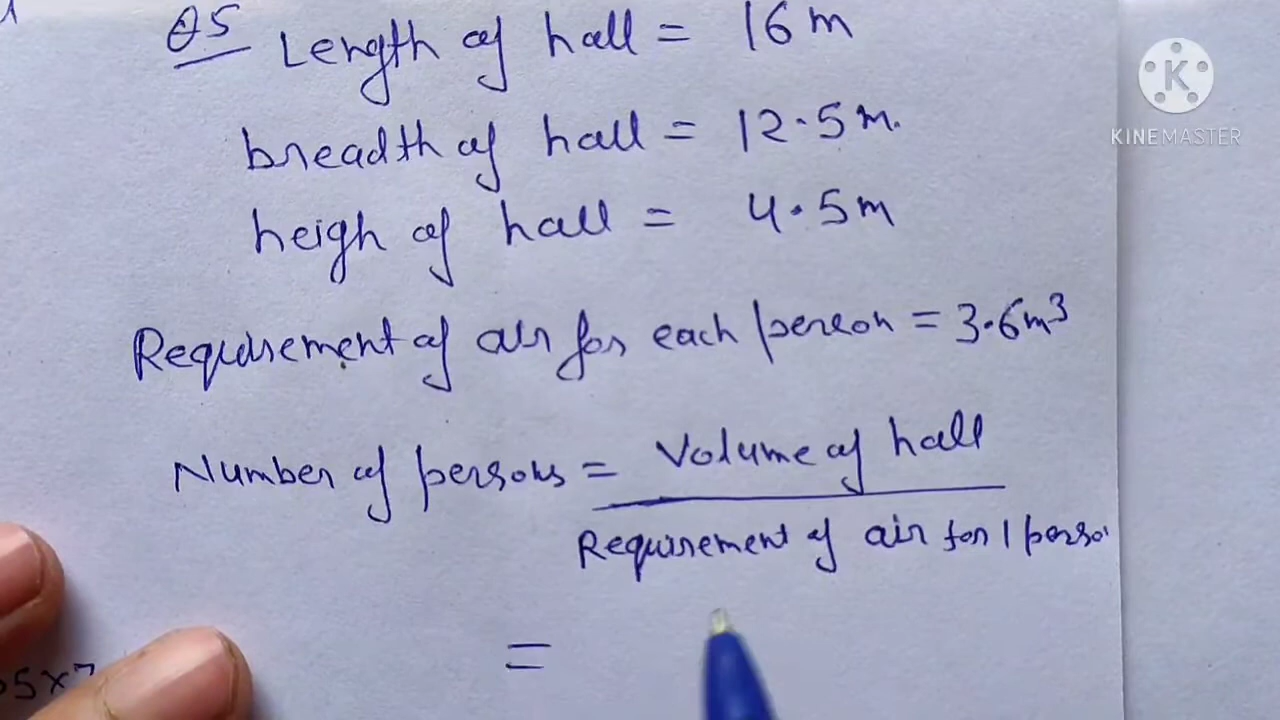 Q5 Length of hall = 16 m
breadth of hall = 12.5 m.
heigh of hall = 4.5 m
Requirement of air for each person = 3.6 m³
Number of persons = Volume of hall
Requirement of air for 1 perso
=
5x7
K
KINEMASTER